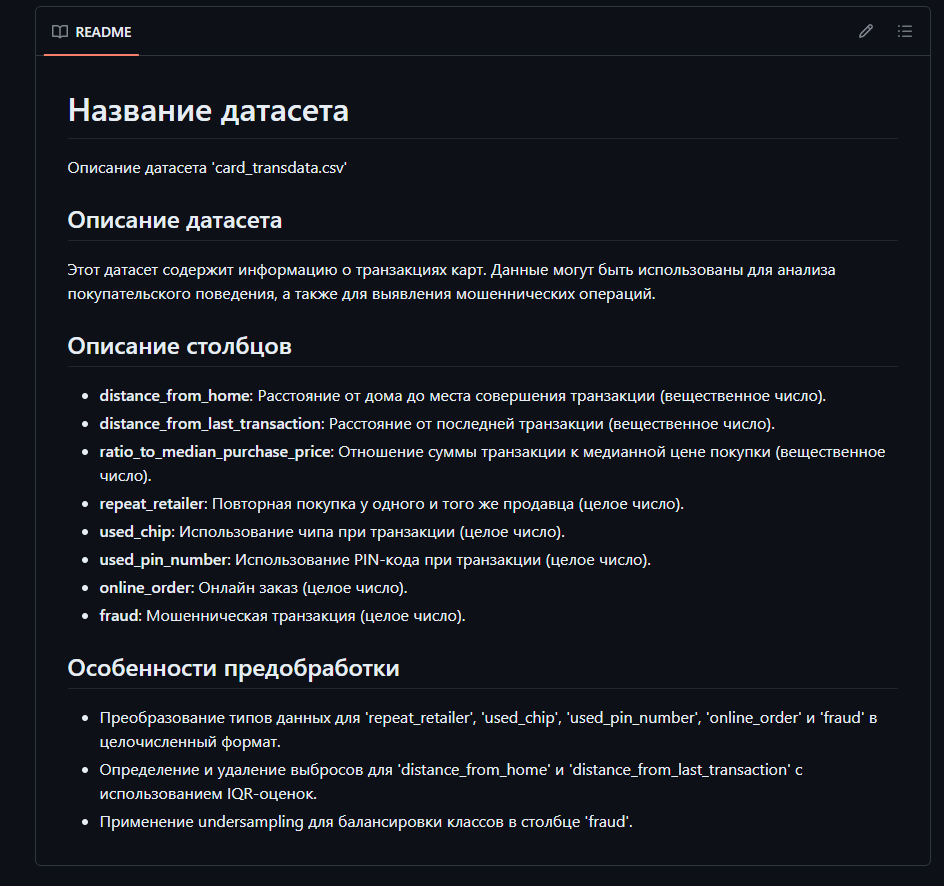 README
Название датасета
Описание датасета 'card_transdata.csv'
Описание датасета
Этот датасет содержит информацию о транзакциях карт. Данные могут быть использованы для анализа
покупательского поведения, а также для выявления мошеннических операций.
Описание столбцов
• distance_from_home: Расстояние от дома до места совершения транзакции (вещественное число).
• distance_from_last_transaction: Расстояние от последней транзакции (вещественное число).
• ratio_to_median_purchase_price: Отношение суммы транзакции к медианной цене покупки (вещественное
число).
• repeat_retailer: Повторная покупка у одного и того же продавца (целое число).
• used_chip: Использование чипа при транзакции (целое число).
• used_pin_number: Использование PIN-кода при транзакции (целое число).
• online_order: Онлайн заказ (целое число).
• fraud: Мошенническая транзакция (целое число).
Особенности предобработки
• Преобразование типов данных для 'repeat_retailer', 'used_chip', 'used_pin_number', 'online_order' и 'fraud' в
целочисленный формат.
• Определение и удаление выбросов для 'distance_from_home' и 'distance_from_last_transaction' с
использованием IQR-оценок.
• Применение undersampling для балансировки классов в столбце 'fraud'.